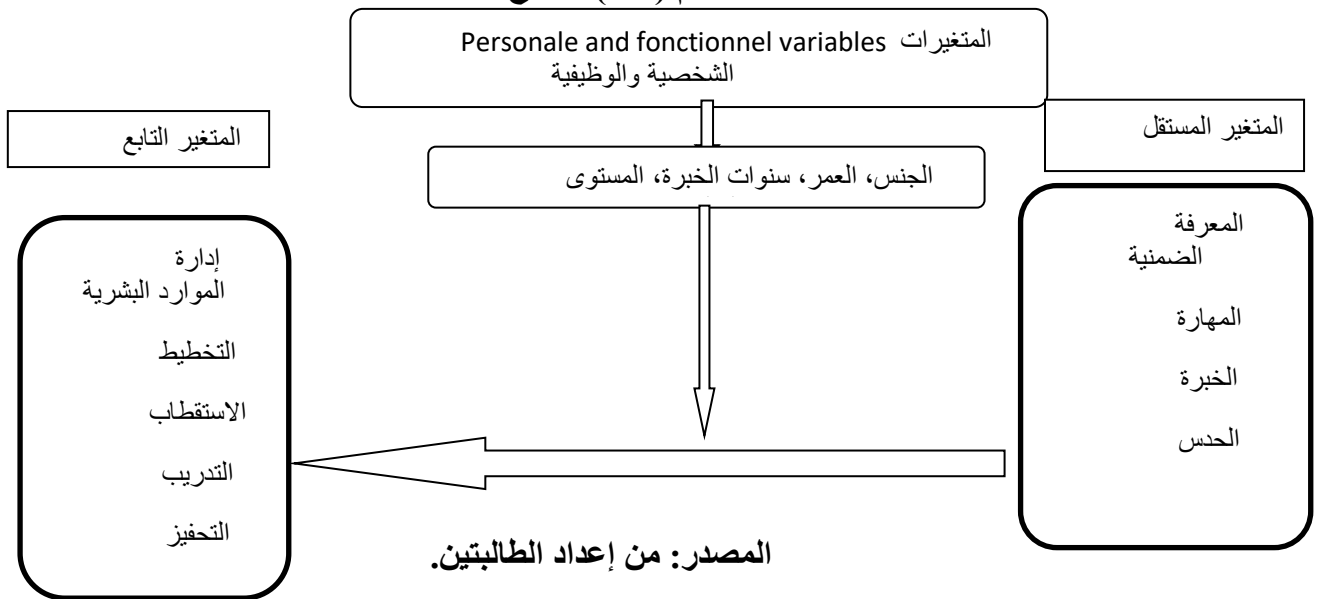 المتغيرات Personale and fonctionnel variables
الشخصية والوظيفية
المتغير المستقل
المتغير التابع
الجنس، العمر، سنوات الخبرة، المستوى
المعرفة
الضمنية
المهارة
الخبرة
الحدس
إدارة
الموارد البشرية
التخطيط
الاستقطاب
التدريب
التحفيز
المصدر: من إعداد الطالبتين.